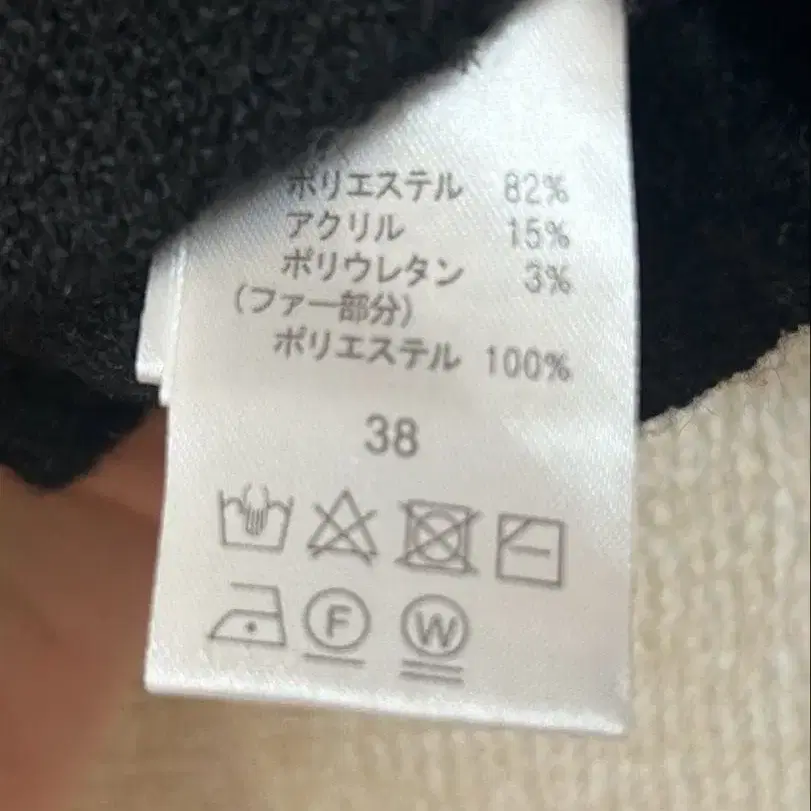 ポリエステル 82%
アクリル 15%
ポリウレタン 3%
(ファー部分)
ポリエステル 100%
38
F W